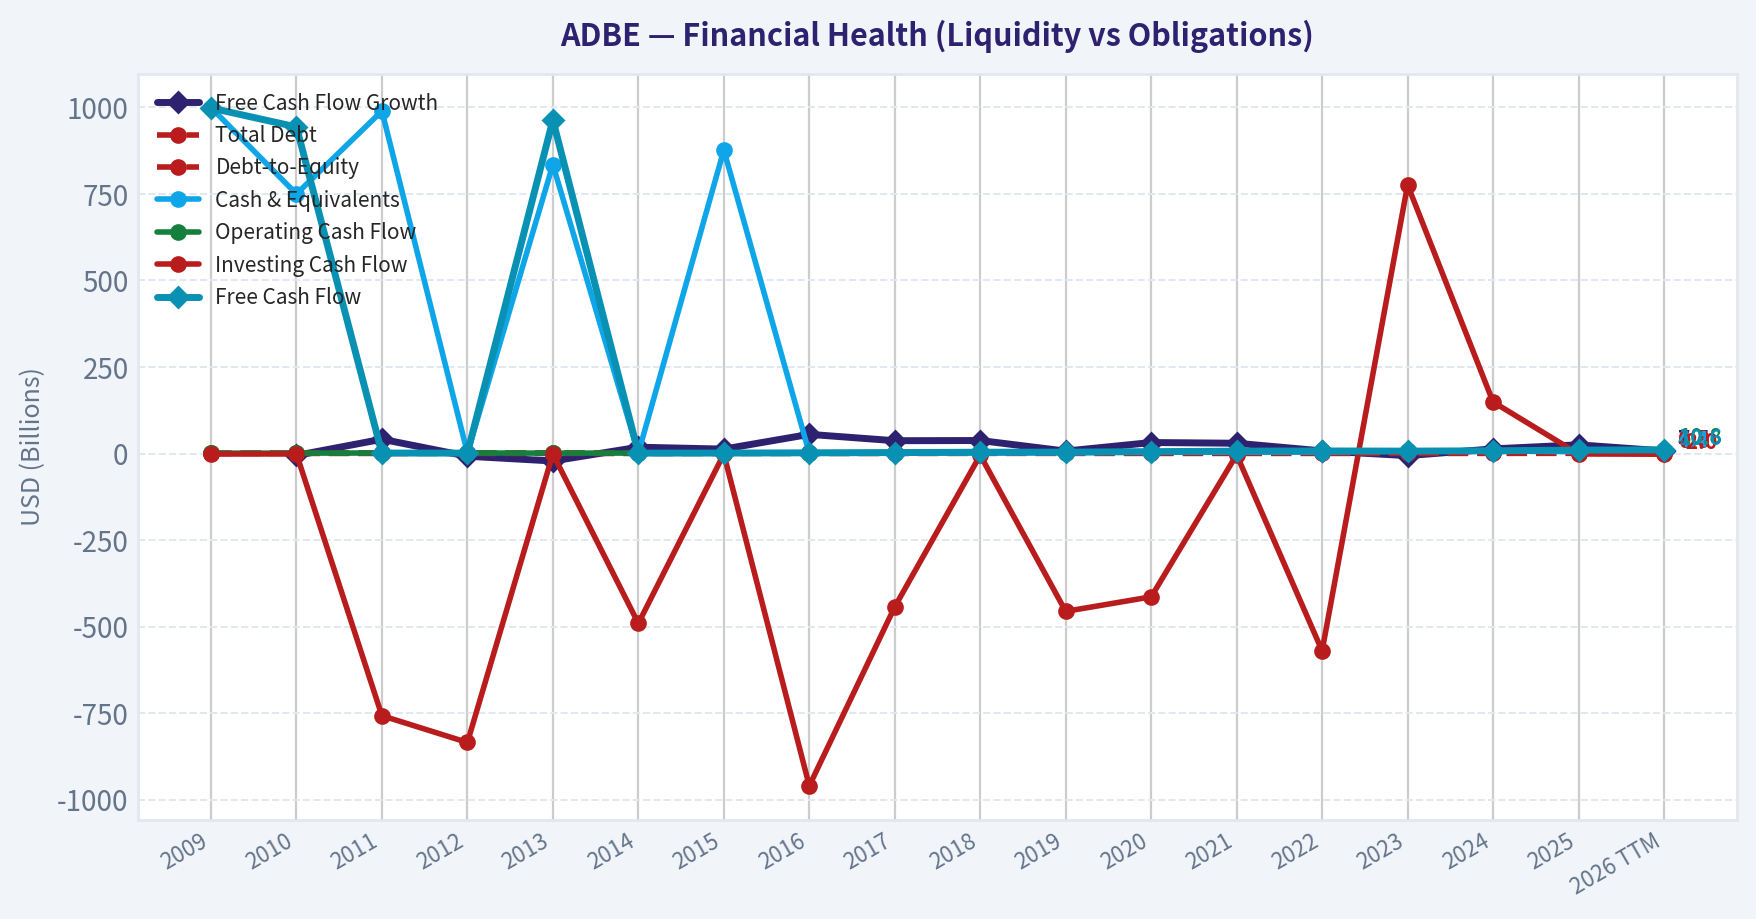 ADBE — Financial Health (Liquidity vs Obligations)
USD (Billions)
1000
750
500
250
0
-250
-500
-750
-1000
Free Cash Flow Growth
Total Debt
Debt-to-Equity
Cash & Equivalents
Operating Cash Flow
Investing Cash Flow
Free Cash Flow
2009
2010
2011
2012
2013
2014
2015
2016
2017
2018
2019
2020
2021
2022
2023
2024
2025
2026 TTM